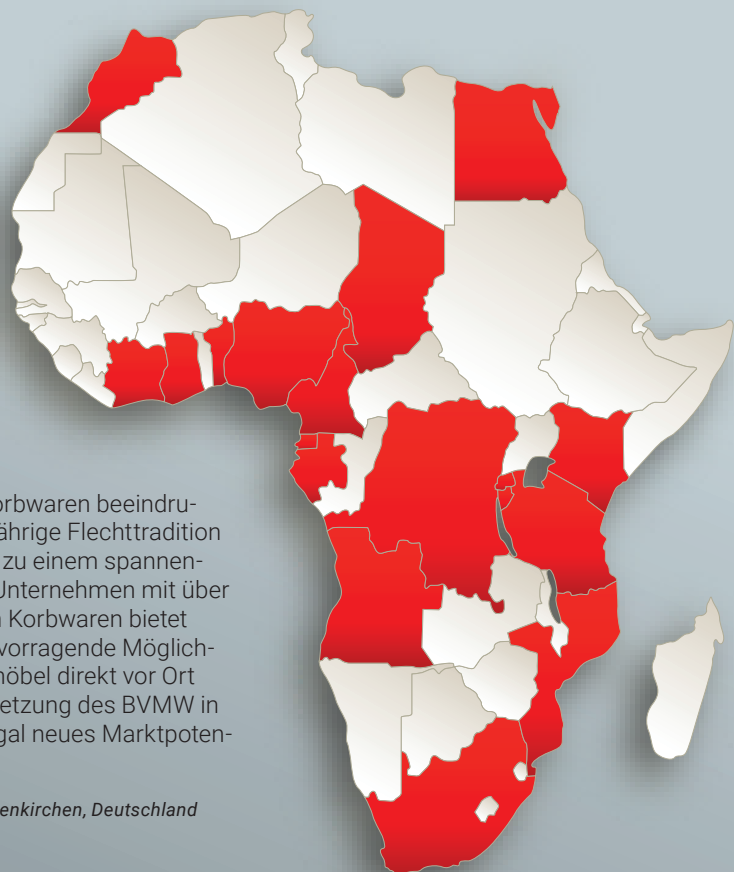 orbwaren beeindru-
ährige Flechttradition
zu einem spannen-
Unternehmen mit über
Korbwaren bietet
vorragende Möglich-
möbel direkt vor Ort
etzung des BVMW in
gal neues Marktpoten-
enkirchen, Deutschland